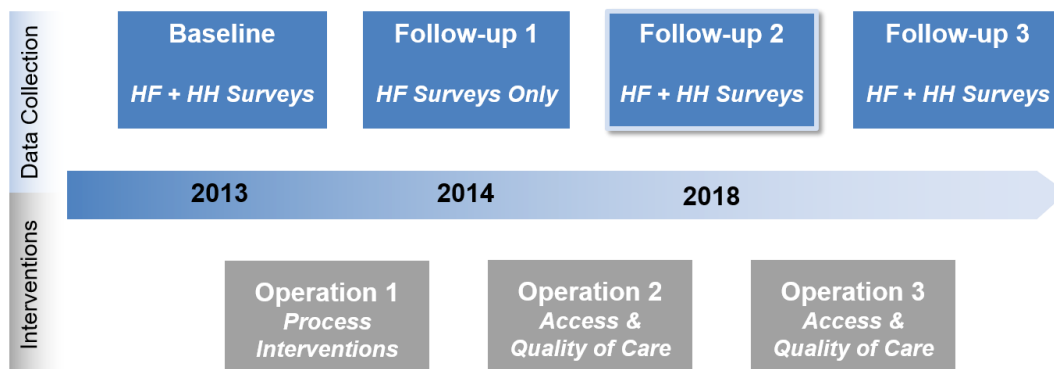 Data Collection
Baseline
HF + HH Surveys
Follow-up 1
HF Surveys Only
Follow-up 2
HF + HH Surveys
Follow-up 3
HF + HH Surveys
2013
2014
2018
Interventions
Operation 1
Process
Interventions
Operation 2
Access &
Quality of Care
Operation 3
Access &
Quality of Care